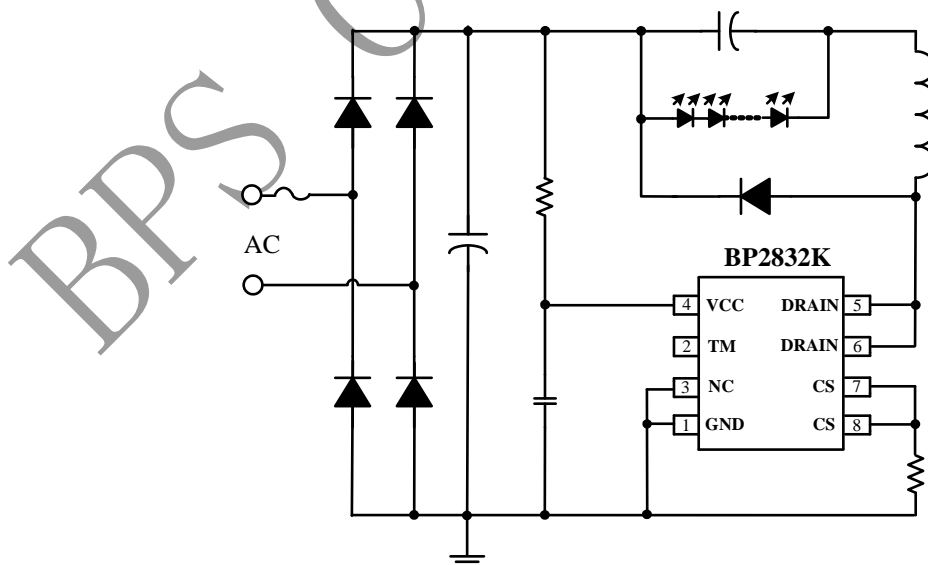 BPS C
AC
BP2832K
4 VCC DRAIN 5
2 TM DRAIN 6
3 NC CS 7
1 GND CS 8